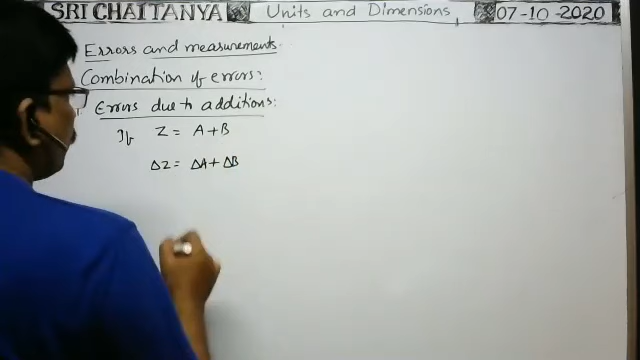 SRI CHAITANYA Units and Dimensions 07-10-2020
Errors and measurements.
Combination of errors:
Errors due to additions:
If Z = A+B
ΔZ = ΔA + ΔB